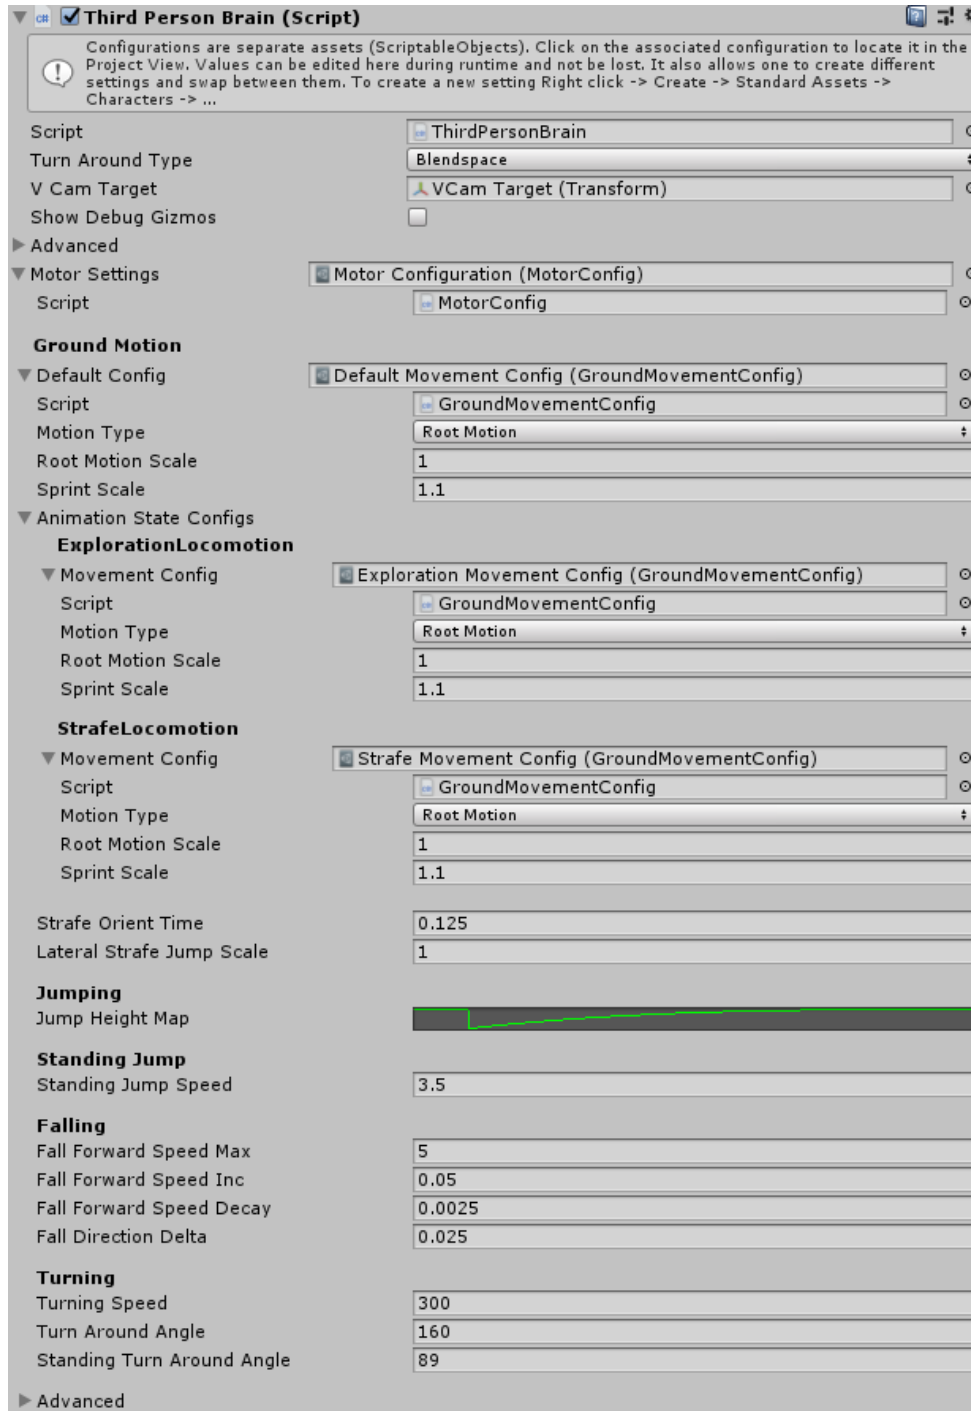 Third Person Brain (Script)
Configurations are separate assets (ScriptableObjects). Click on the associated configuration to locate it in the
Project View. Values can be edited here during runtime and not be lost. It also allows one to create different
settings and swap between them. To create a new setting Right click -> Create -> Standard Assets ->
Characters -> ...
Script ThirdPersonBrain
Turn Around Type Blendspace
V Cam Target VCam Target (Transform)
Show Debug Gizmos
Advanced
Motor Settings Motor Configuration (MotorConfig)
Script MotorConfig
Ground Motion
Default Config Default Movement Config (GroundMovementConfig)
Script GroundMovementConfig
Motion Type Root Motion
Root Motion Scale 1
Sprint Scale 1.1
Animation State Configs
ExplorationLocomotion
Movement Config Exploration Movement Config (GroundMovementConfig)
Script GroundMovementConfig
Motion Type Root Motion
Root Motion Scale 1
Sprint Scale 1.1
StrafeLocomotion
Movement Config Strafe Movement Config (GroundMovementConfig)
Script GroundMovementConfig
Motion Type Root Motion
Root Motion Scale 1
Sprint Scale 1.1
Strafe Orient Time 0.125
Lateral Strafe Jump Scale 1
Jumping
Jump Height Map
Standing Jump
Standing Jump Speed 3.5
Falling
Fall Forward Speed Max 5
Fall Forward Speed Inc 0.05
Fall Forward Speed Decay 0.0025
Fall Direction Delta 0.025
Turning
Turning Speed 300
Turn Around Angle 160
Standing Turn Around Angle 89
Advanced